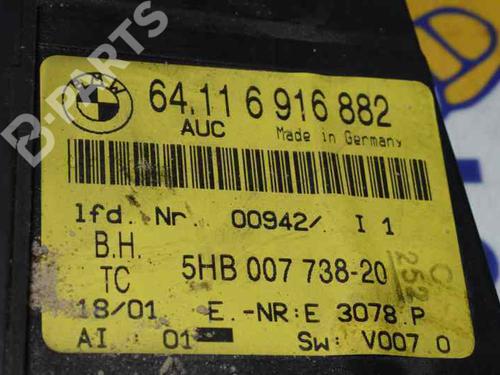 BMW
64.11 6 916 882
AUC Made in Germany
lfd. Nr. 00942/. I 1
B.H.
TC 5HB 007 738-20
18/01 E.-NR:E 3078.P
AI : 01 Sw: V007 0
C
252
B-PARTS